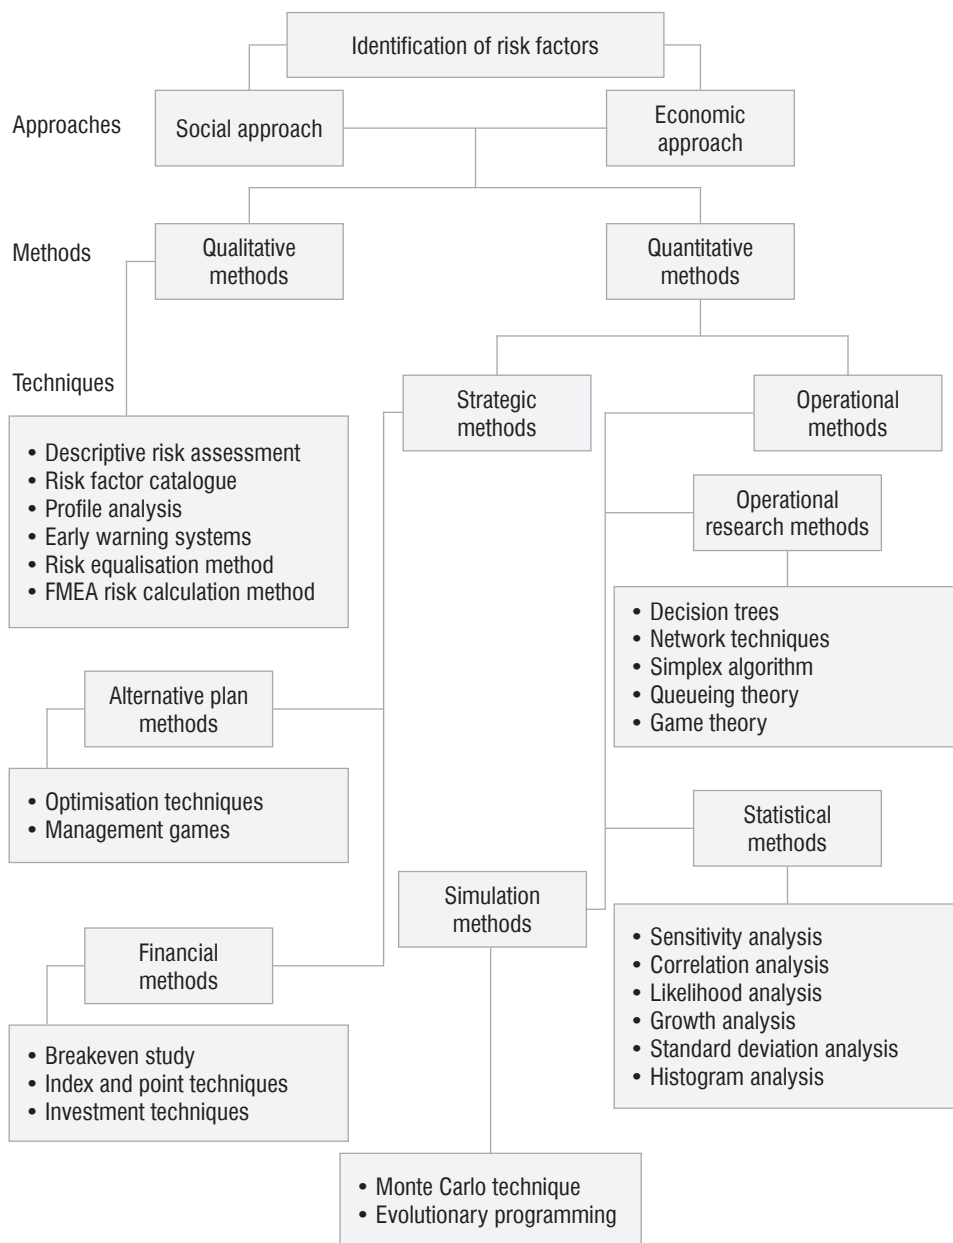 Identification of risk factors
Approaches
Social approach
Economic
approach
Methods
Qualitative
methods
Quantitative
methods
Techniques
Strategic
methods
Operational
methods
• Descriptive risk assessment
• Risk factor catalogue
• Profile analysis
• Early warning systems
• Risk equalisation method
• FMEA risk calculation method
Operational
research methods
• Decision trees
• Network techniques
• Simplex algorithm
• Queueing theory
• Game theory
Alternative plan
methods
• Optimisation techniques
• Management games
Statistical
methods
Simulation
methods
• Sensitivity analysis
• Correlation analysis
• Likelihood analysis
• Growth analysis
• Standard deviation analysis
• Histogram analysis
Financial
methods
• Breakeven study
• Index and point techniques
• Investment techniques
• Monte Carlo technique
• Evolutionary programming